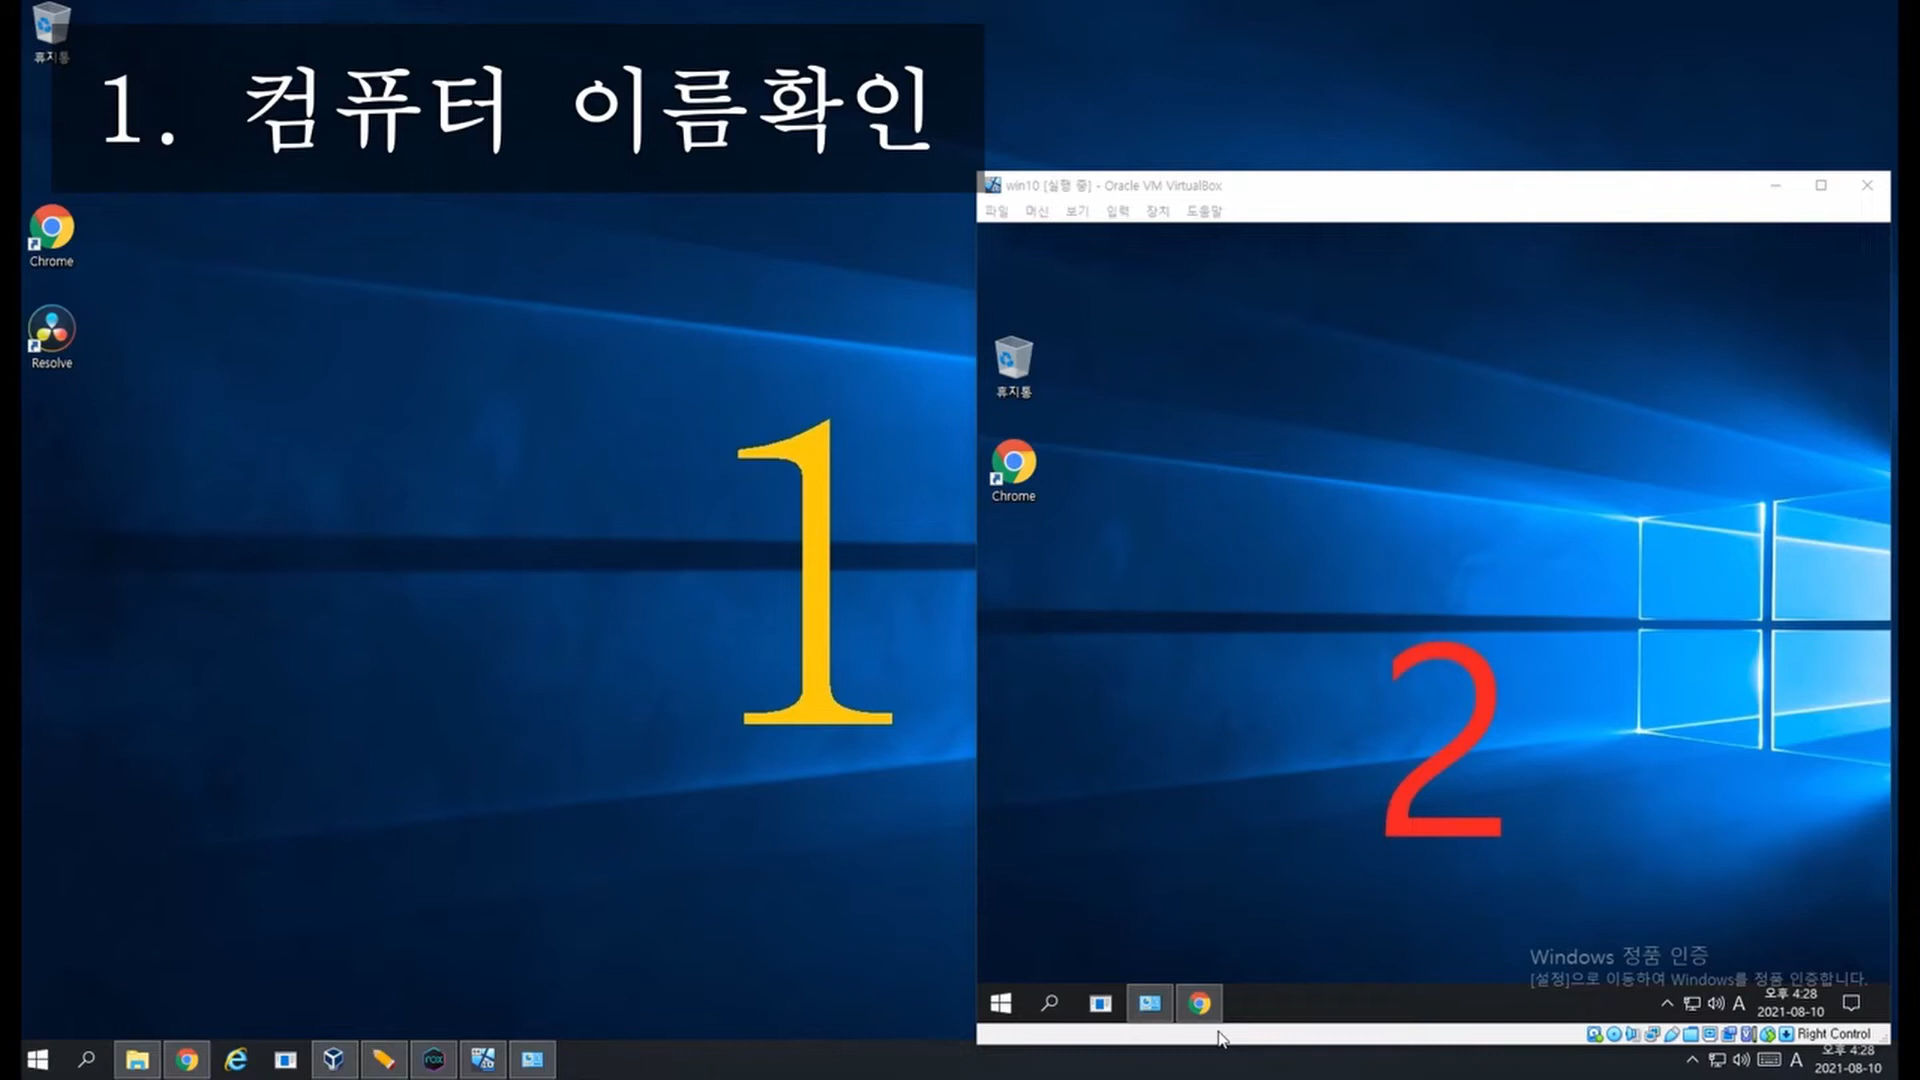 휴지통
1. 컴퓨터 이름확인
Chrome
Resolve
1
win10 [실행 중] - Oracle VM VirtualBox
파일 머신 보기 입력 장치 도움말
휴지통
Chrome
2
Windows 정품 인증
[설정]으로 이동하여 Windows를 정품 인증합니다.
A 오후 4:28
2021-08-10
Right Control
rox
A 오후 4:28
2021-08-10